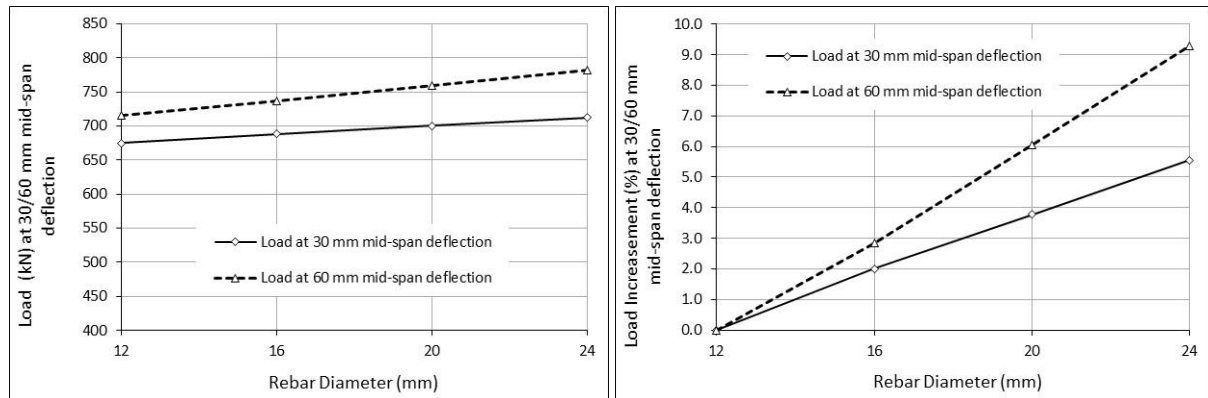 Load (kN) at 30/60 mm mid-span
deflection
850
800
750
700
650
600
550
500
450
400
Load at 30 mm mid-span deflection
Load at 60 mm mid-span deflection
12
16
20
24
Rebar Diameter (mm)
Load Increasement (%) at 30/60 mm
mid-span deflection
10.0
9.0
8.0
7.0
6.0
5.0
4.0
3.0
2.0
1.0
0.0
Load at 30 mm mid-span deflection
Load at 60 mm mid-span deflection
12
16
20
24
Rebar Diameter (mm)